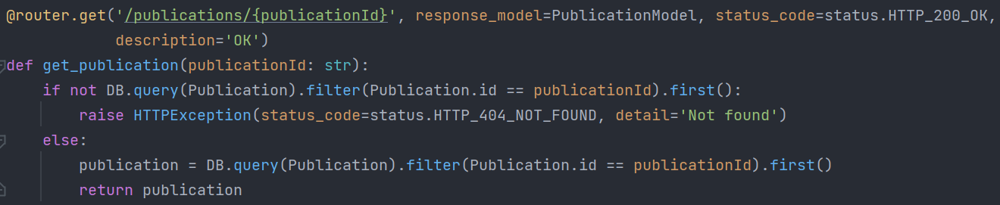 @router.get('/publications/{publicationId}', response_model=PublicationModel, status_code=status.HTTP_200_OK,
            description='OK')
def get_publication(publicationId: str):
    if not DB.query(Publication).filter(Publication.id == publicationId).first():
        raise HTTPException(status_code=status.HTTP_404_NOT_FOUND, detail='Not found')
    else:
        publication = DB.query(Publication).filter(Publication.id == publicationId).first()
        return publication